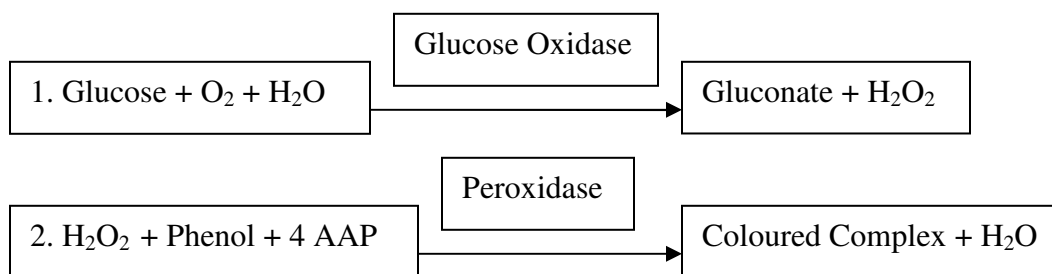 Glucose Oxidase
1. Glucose + O₂ + H₂O
Gluconate + H₂O₂
Peroxidase
2. H₂O₂ + Phenol + 4 AAP
Coloured Complex + H₂O